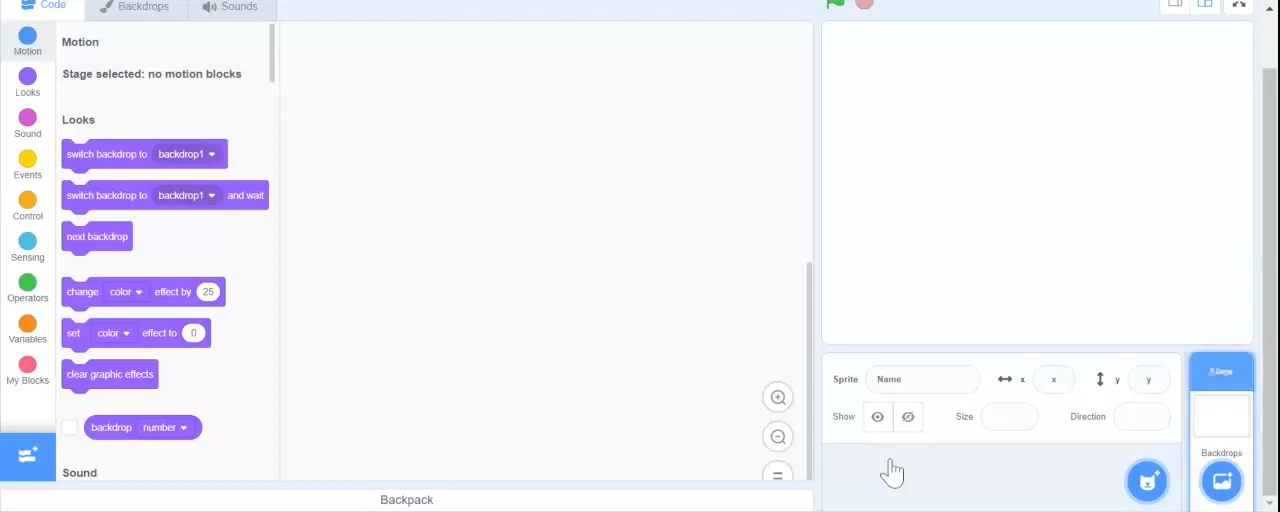 Code
Backdrops
Sounds
Motion
Looks
Sound
Events
Control
Sensing
Operators
Variables
My Blocks
Motion
Stage selected: no motion blocks
Looks
switch backdrop to backdrop1
switch backdrop to backdrop1 and wait
next backdrop
change color effect by 25
set color effect to 0
clear graphic effects
backdrop number
Sound
Backpack
Sprite Name x x y y
Show Size Direction
Backdrops